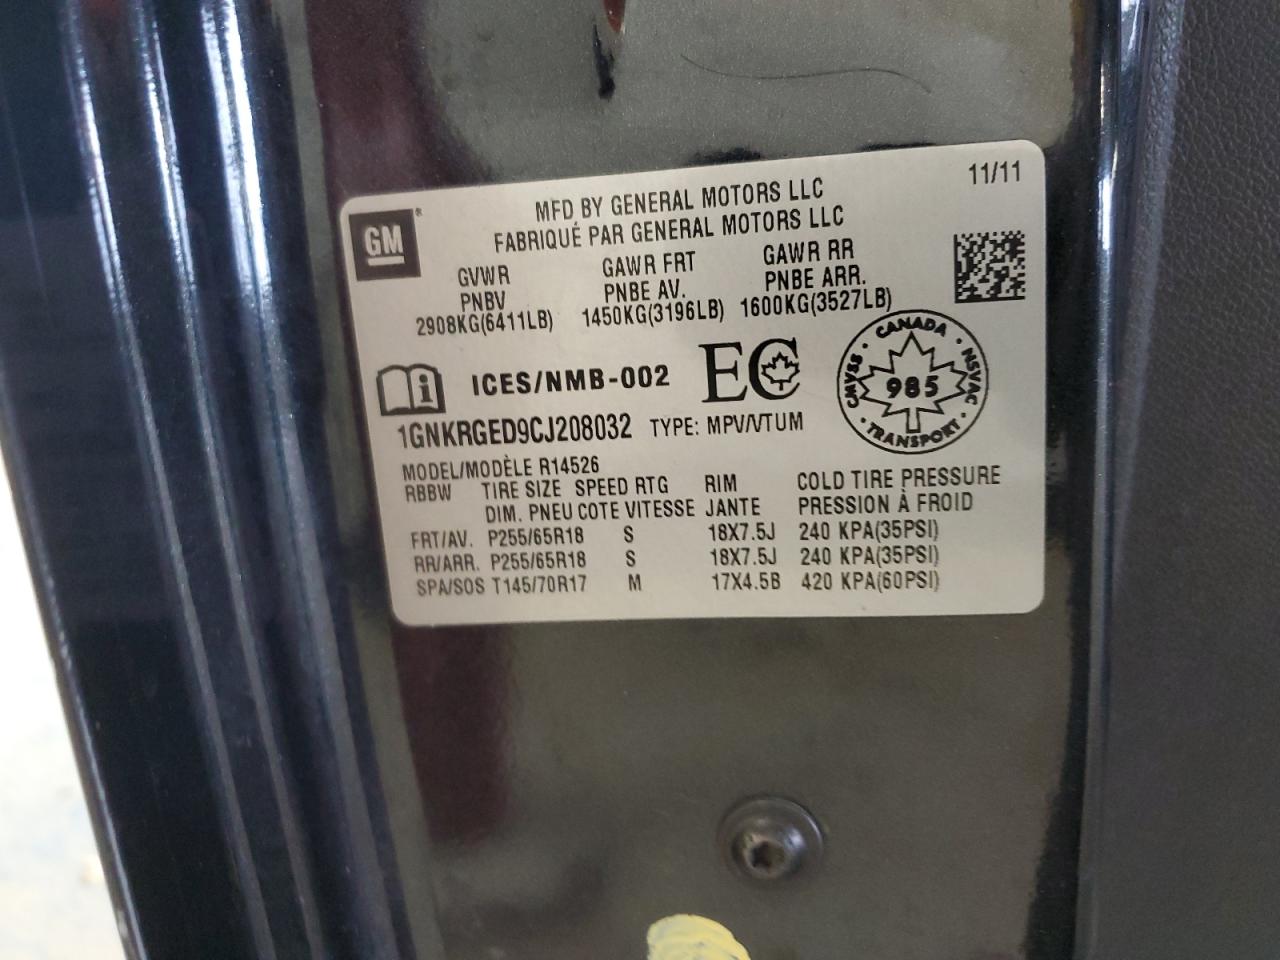 11/11
GM®
MFD BY GENERAL MOTORS LLC
FABRIQUÉ PAR GENERAL MOTORS LLC
GVWR GAWR FRT GAWR RR
PNBV PNBE AV. PNBE ARR.
2908KG(6411LB) 1450KG(3196LB) 1600KG(3527LB)
i ICES/NMB-002 EC
CANADA · NSVAC · TRANSPORT · CMVSS ·
985
1GNKRGED9CJ208032 TYPE: MPV/VTUM
MODEL/MODÈLE R14526
RBBW TIRE SIZE SPEED RTG RIM COLD TIRE PRESSURE
DIM. PNEU COTE VITESSE JANTE PRESSION À FROID
FRT/AV. P255/65R18 S 18X7.5J 240 KPA(35PSI)
RR/ARR. P255/65R18 S 18X7.5J 240 KPA(35PSI)
SPA/SOS T145/70R17 M 17X4.5B 420 KPA(60PSI)